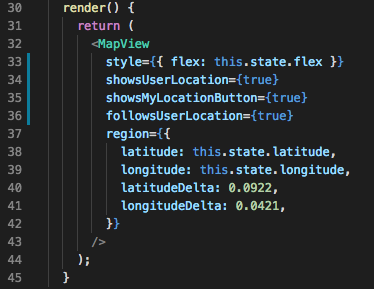 30 render() {
31 return (
32 <MapView
33 style={{ flex: this.state.flex }}
34 showsUserLocation={true}
35 showsMyLocationButton={true}
36 followsUserLocation={true}
37 region={{
38 latitude: this.state.latitude,
39 longitude: this.state.longitude,
40 latitudeDelta: 0.0922,
41 longitudeDelta: 0.0421,
42 }}
43 />
44 );
45 }